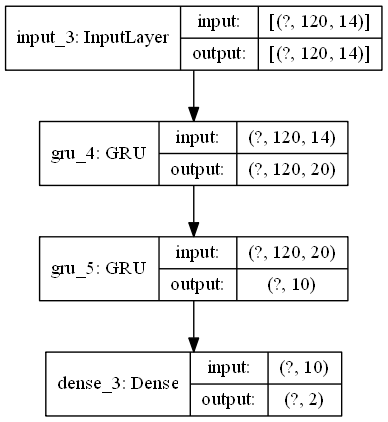 input_3: InputLayer
input: [(?, 120, 14)]
output: [(?, 120, 14)]
gru_4: GRU
input: (?, 120, 14)
output: (?, 120, 20)
gru_5: GRU
input: (?, 120, 20)
output: (?, 10)
dense_3: Dense
input: (?, 10)
output: (?, 2)